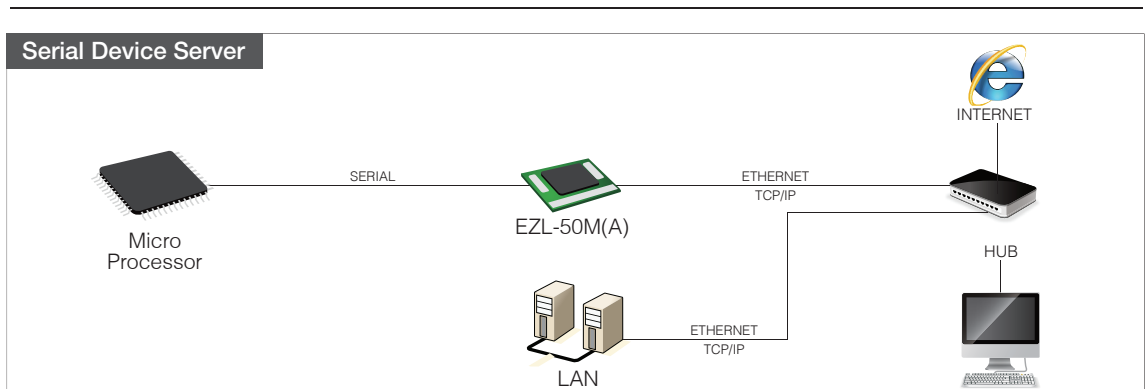 Serial Device Server
INTERNET
SERIAL
ETHERNET
TCP/IP
EZL-50M(A)
Micro
Processor
HUB
ETHERNET
TCP/IP
LAN